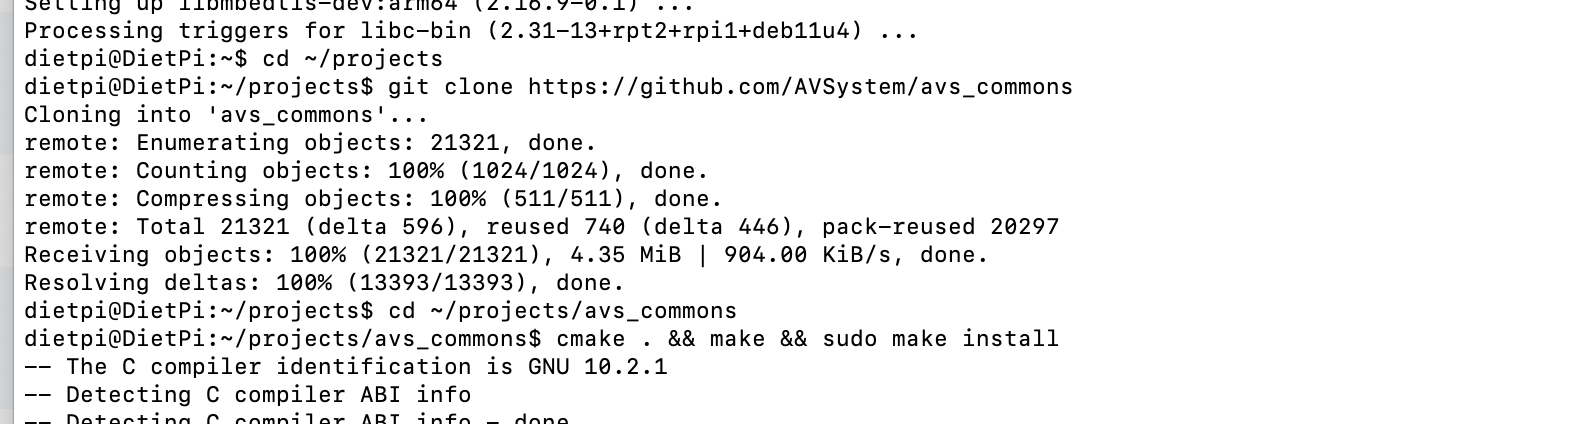 Setting up libmbedtls-dev:arm64 (2.16.9-0.1) ...
Processing triggers for libc-bin (2.31-13+rpt2+rpi1+deb11u4) ...
dietpi@DietPi:~$ cd ~/projects
dietpi@DietPi:~/projects$ git clone https://github.com/AVSystem/avs_commons
Cloning into 'avs_commons'...
remote: Enumerating objects: 21321, done.
remote: Counting objects: 100% (1024/1024), done.
remote: Compressing objects: 100% (511/511), done.
remote: Total 21321 (delta 596), reused 740 (delta 446), pack-reused 20297
Receiving objects: 100% (21321/21321), 4.35 MiB | 904.00 KiB/s, done.
Resolving deltas: 100% (13393/13393), done.
dietpi@DietPi:~/projects$ cd ~/projects/avs_commons
dietpi@DietPi:~/projects/avs_commons$ cmake . && make && sudo make install
-- The C compiler identification is GNU 10.2.1
-- Detecting C compiler ABI info
-- Detecting C compiler ABI info - done